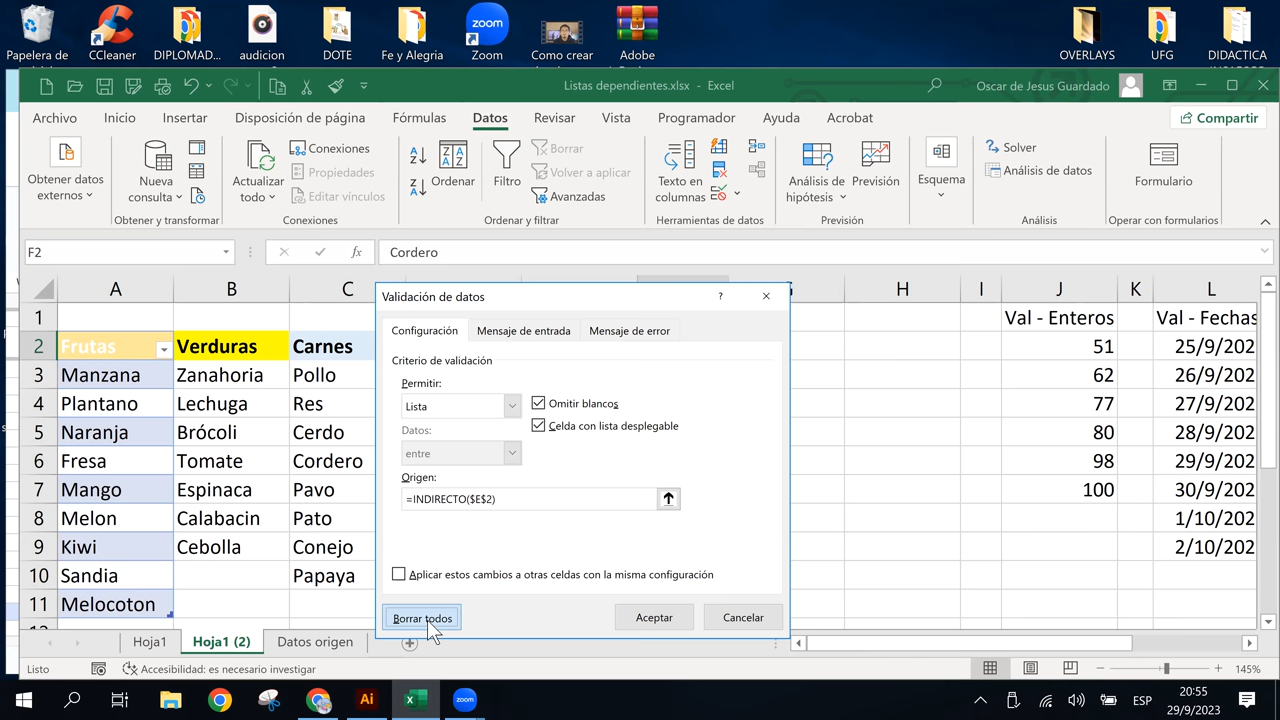 Papelera de
CCleaner
DIPLOMAD...
audicion
DOTE
Fe y Alegria
zoom
Zoom
Como crear
Adobe
OVERLAYS
UFG
DIDACTICA
Listas dependientes.xlsx - Excel
Oscar de Jesus Guardado
Archivo Inicio Insertar Disposición de página Fórmulas Datos Revisar Vista Programador Ayuda Acrobat Compartir
Obtener datos
externos
Nueva
consulta
Obtener y transformar
Actualizar
todo
Conexiones
Propiedades
Editar vínculos
Conexiones
Ordenar
Filtro
Borrar
Volver a aplicar
Avanzadas
Ordenar y filtrar
Texto en
columnas
Herramientas de datos
Análisis de
hipótesis
Previsión
Previsión
Esquema
Solver
Análisis de datos
Análisis
Formulario
Operar con formularios
F2 fx Cordero
A B C H I J K L
1 Val - Enteros Val - Fechas
2 Frutas Verduras Carnes 51 25/9/202
3 Manzana Zanahoria Pollo 62 26/9/202
4 Plantano Lechuga Res 77 27/9/202
5 Naranja Brócoli Cerdo 80 28/9/202
6 Fresa Tomate Cordero 98 29/9/202
7 Mango Espinaca Pavo 100 30/9/202
8 Melon Calabacin Pato 1/10/202
9 Kiwi Cebolla Conejo 2/10/202
10 Sandia Papaya
11 Melocoton
Validación de datos
Configuración Mensaje de entrada Mensaje de error
Criterio de validación
Permitir:
Lista
Omitir blancos
Celda con lista desplegable
Datos:
entre
Origen:
=INDIRECTO($E$2)
Aplicar estos cambios a otras celdas con la misma configuración
Borrar todos Aceptar Cancelar
Hoja1 Hoja1 (2) Datos origen
Listo Accesibilidad: es necesario investigar 145%
Ai
zoom
ESP
20:55
29/9/2023